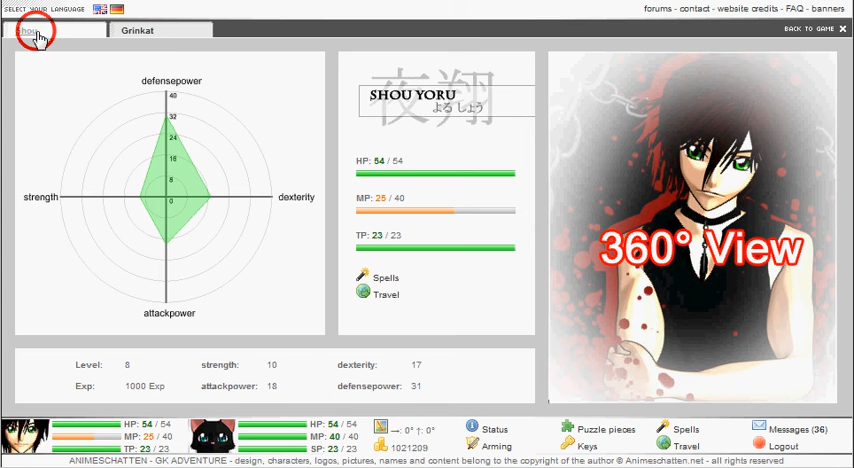 SELECT YOUR LANGUAGE
forums - contact - website credits - FAQ - banners
Shou
Grinkat
BACK TO GAME X
defensepower
40
32
24
16
8
0
strength
dexterity
attackpower
夜翔
SHOU YORU
よる しょう
HP: 54 / 54
MP: 25 / 40
TP: 23 / 23
Spells
Travel
360° View
Level: 8 strength: 10 dexterity: 17
Exp: 1000 Exp attackpower: 18 defensepower: 31
HP: 54 / 54
MP: 25 / 40
TP: 23 / 23
HP: 54 / 54
MP: 40 / 40
SP: 23 / 23
→: 0° ↑: 0°
1021209
Status
Arming
Puzzle pieces
Keys
Spells
Travel
Messages (36)
Logout
ANIMESCHATTEN - GK ADVENTURE - design, characters, logos, pictures, names and content belong to the copyright of the author © Animeschatten.net - all rights reserved